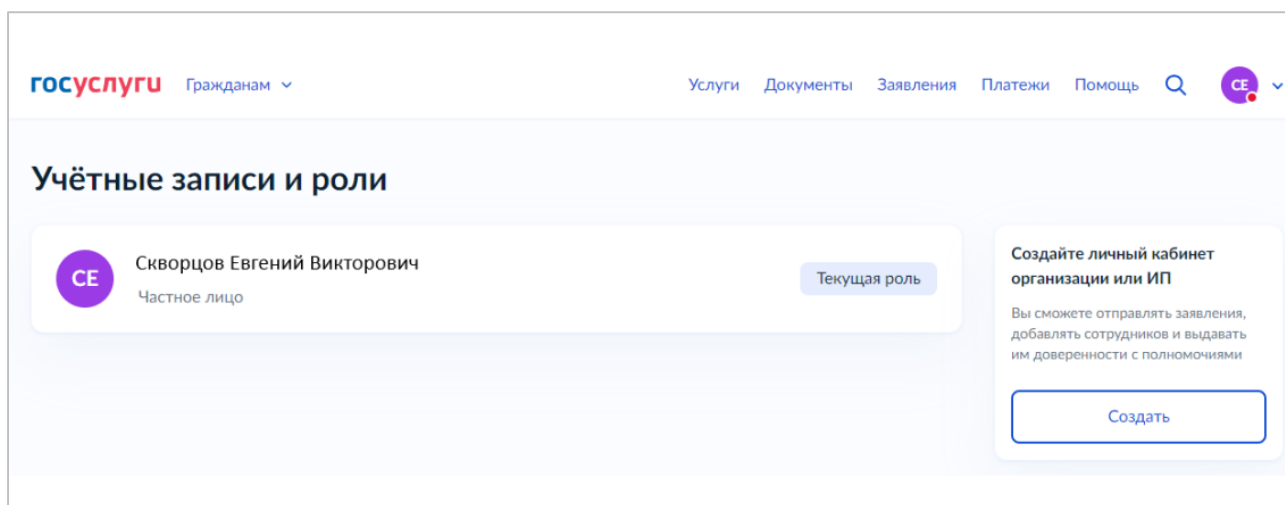 госуслуги Гражданам Услуги Документы Заявления Платежи Помощь СЕ
Учётные записи и роли
СЕ
Скворцов Евгений Викторович
Частное лицо
Текущая роль
Создайте личный кабинет
организации или ИП
Вы сможете отправлять заявления,
добавлять сотрудников и выдавать
им доверенности с полномочиями
Создать